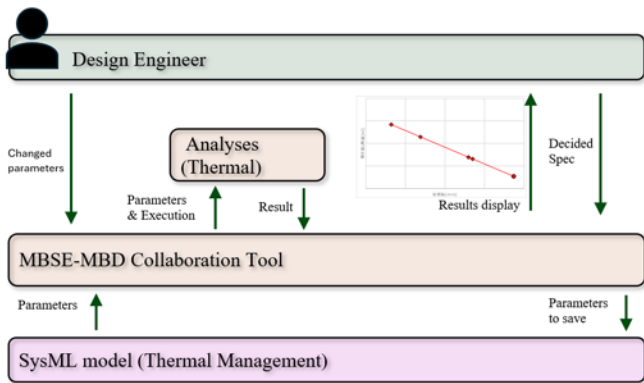 Design Engineer
Changed
parameters
Analyses
(Thermal)
Parameters
& Execution
Result
Results display
Decided
Spec
MBSE-MBD Collaboration Tool
Parameters
Parameters
to save
SysML model (Thermal Management)